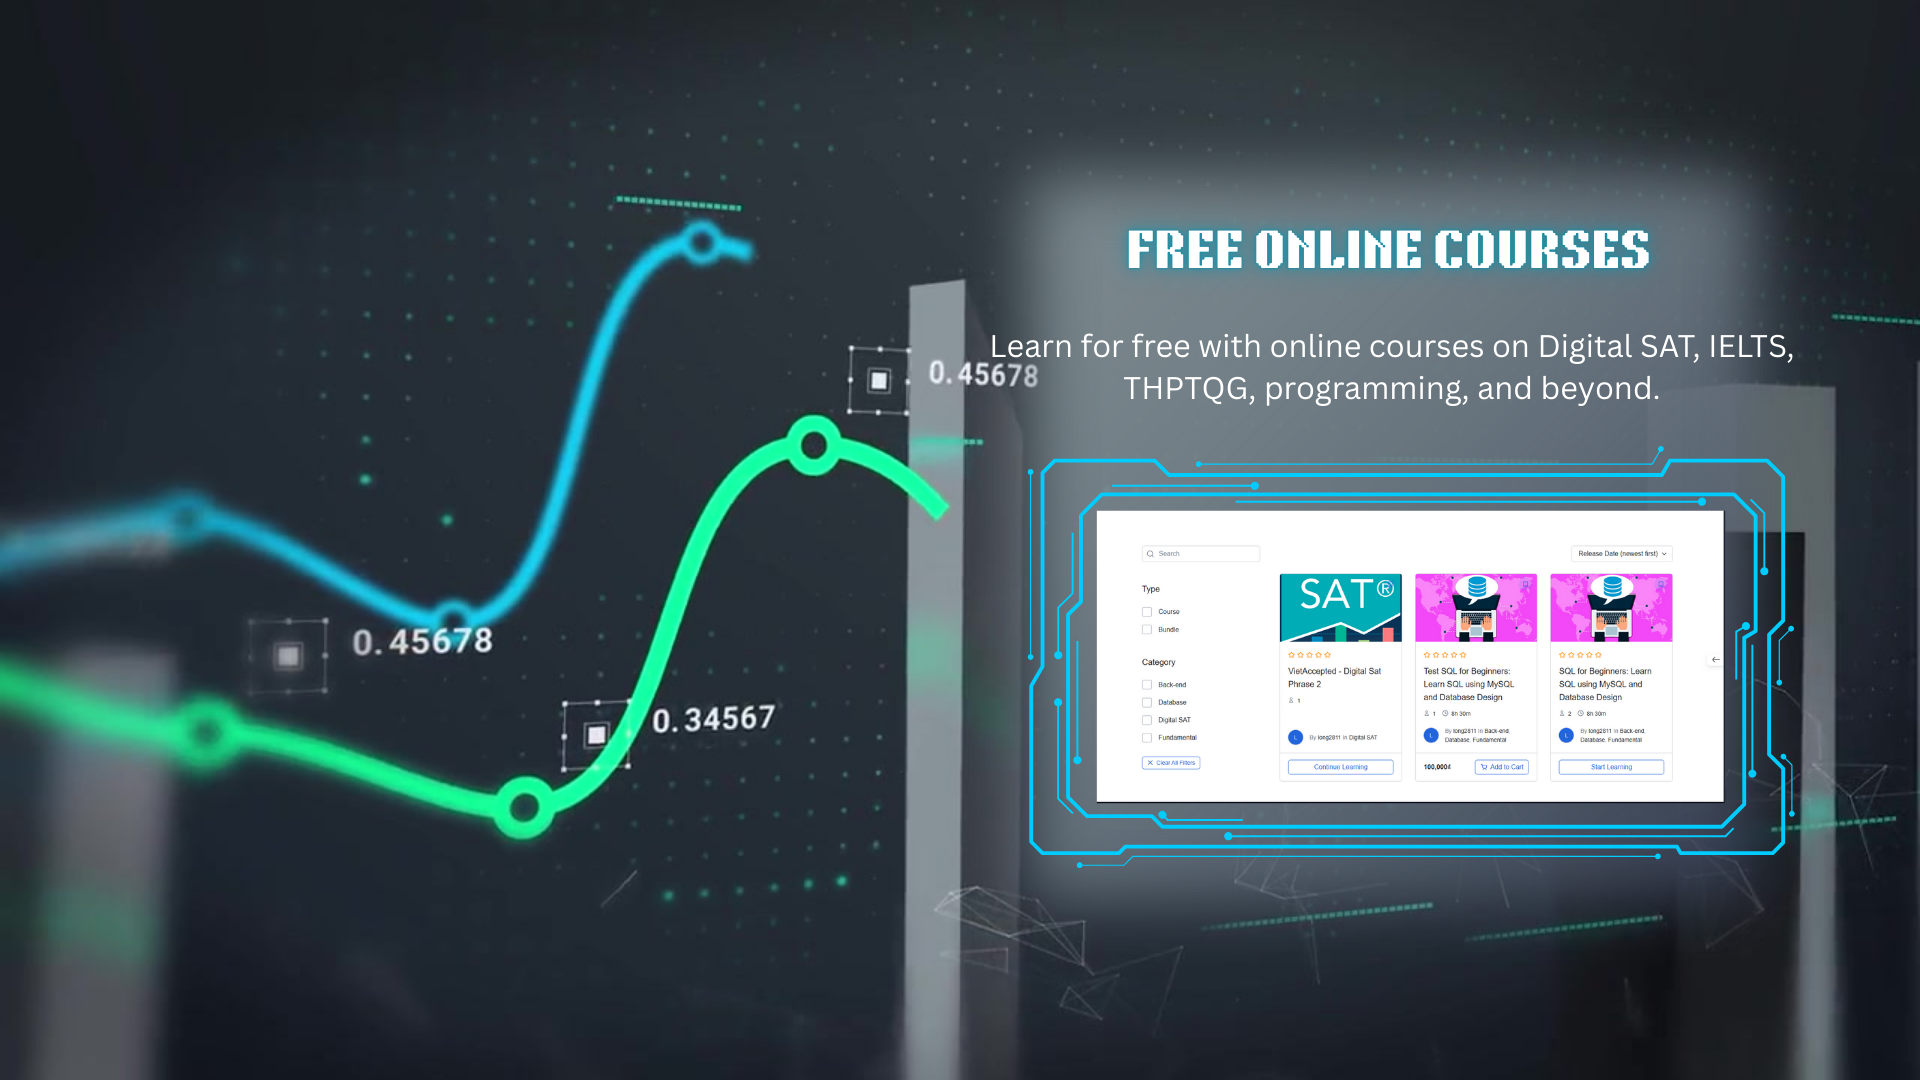 FREE ONLINE COURSES
Learn for free with online courses on Digital SAT, IELTS,
THPTQG, programming, and beyond.
0.45678
0.45678
0.34567
Search
Release Date (newest first)
Type
Course
Bundle
Category
Back-end
Database
Digital SAT
Fundamental
Clear All Filters
SAT®
VietAccepted - Digital Sat
Phrase 2
1
L
By long2811 in Digital SAT
Continue Learning
Test SQL for Beginners:
Learn SQL using MySQL
and Database Design
1 8h 30m
L
By long2811 in Back-end,
Database, Fundamental
100,000₫
Add to Cart
SQL for Beginners: Learn
SQL using MySQL and
Database Design
2 8h 30m
L
By long2811 in Back-end,
Database, Fundamental
Start Learning